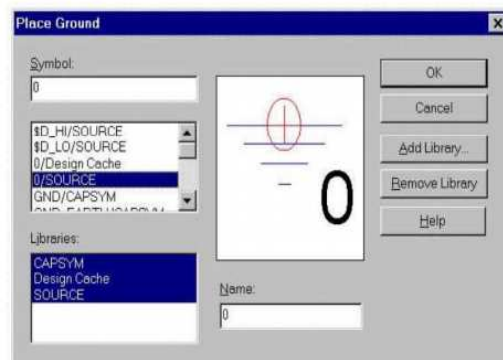 Place Ground
Symbol:
0
$D_HI/SOURCE
$D_LO/SOURCE
0/Design Cache
0/SOURCE
GND/CAPSYM
Libraries:
CAPSYM
Design Cache
SOURCE
0
Name:
0
OK
Cancel
Add Library...
Remove Library
Help